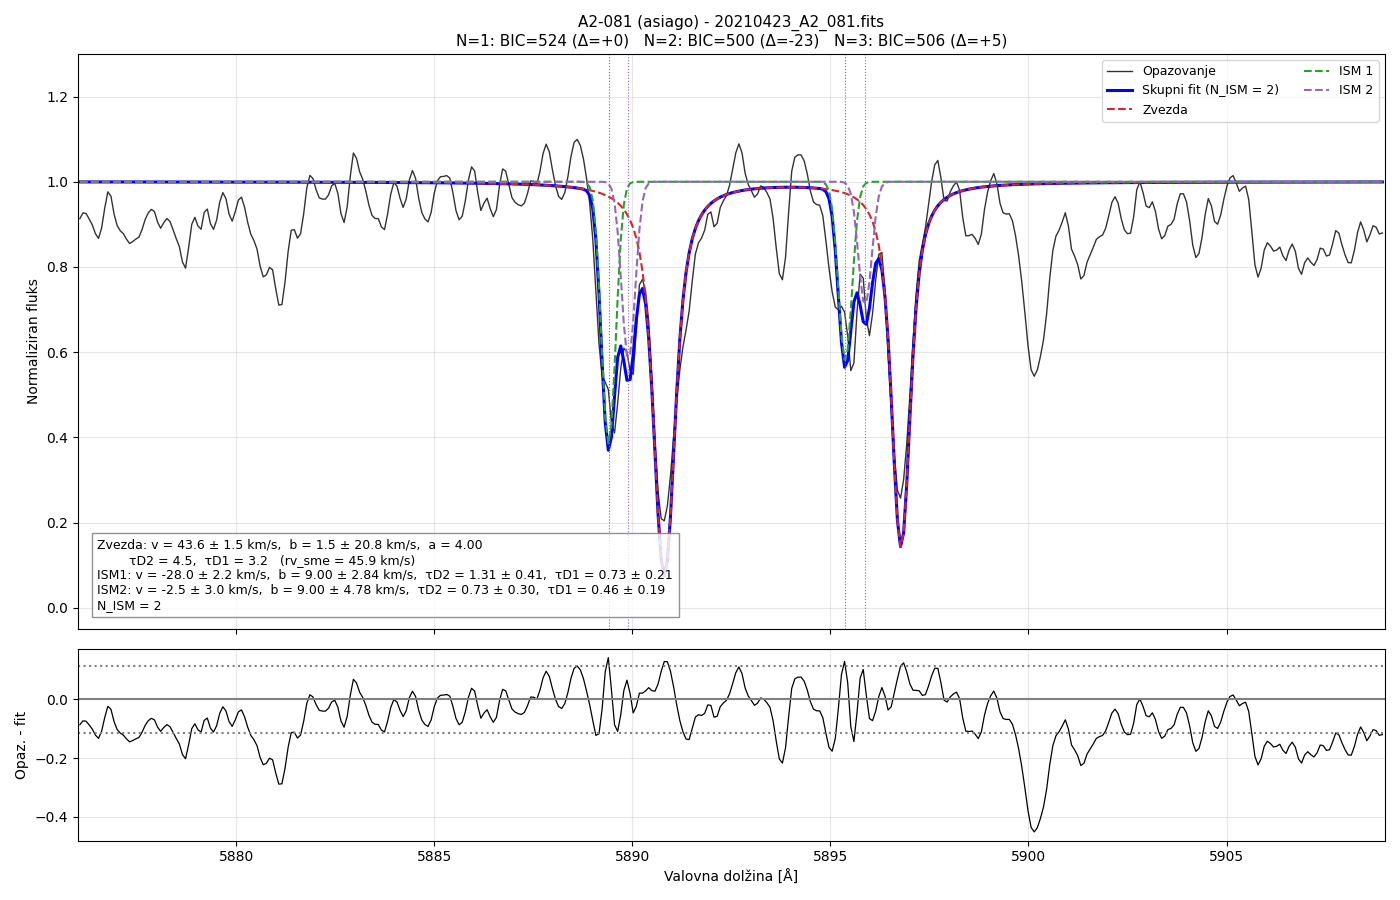 A2-081 (asiago) - 20210423_A2_081.fits
N=1: BIC=524 (Δ=+0)   N=2: BIC=500 (Δ=-23)   N=3: BIC=506 (Δ=+5)
Opazovanje
Skupni fit (N_ISM = 2)
Zvezda
ISM 1
ISM 2
Normaliziran fluks
1.2
1.0
0.8
0.6
0.4
0.2
0.0
Zvezda: v = 43.6 ± 1.5 km/s,  b = 1.5 ± 20.8 km/s,  a = 4.00
τD2 = 4.5,  τD1 = 3.2   (rv_sme = 45.9 km/s)
ISM1: v = -28.0 ± 2.2 km/s,  b = 9.00 ± 2.84 km/s,  τD2 = 1.31 ± 0.41,  τD1 = 0.73 ± 0.21
ISM2: v = -2.5 ± 3.0 km/s,  b = 9.00 ± 4.78 km/s,  τD2 = 0.73 ± 0.30,  τD1 = 0.46 ± 0.19
N_ISM = 2
Opaz. - fit
0.0
−0.2
−0.4
5880
5885
5890
5895
5900
5905
Valovna dolžina [Å]